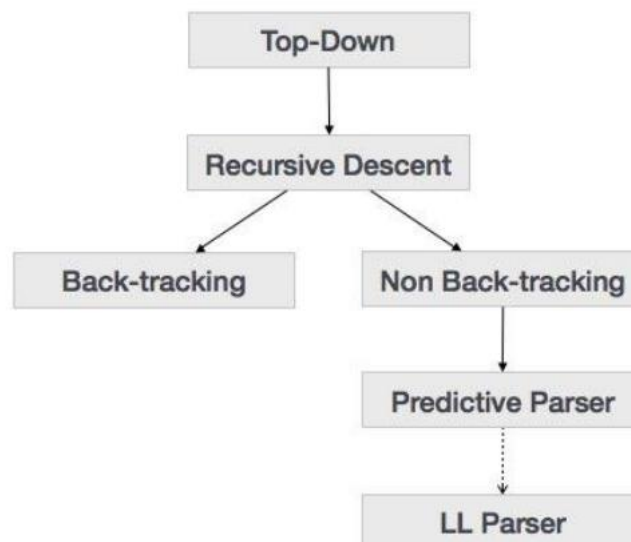 Top-Down
Recursive Descent
Back-tracking
Non Back-tracking
Predictive Parser
LL Parser